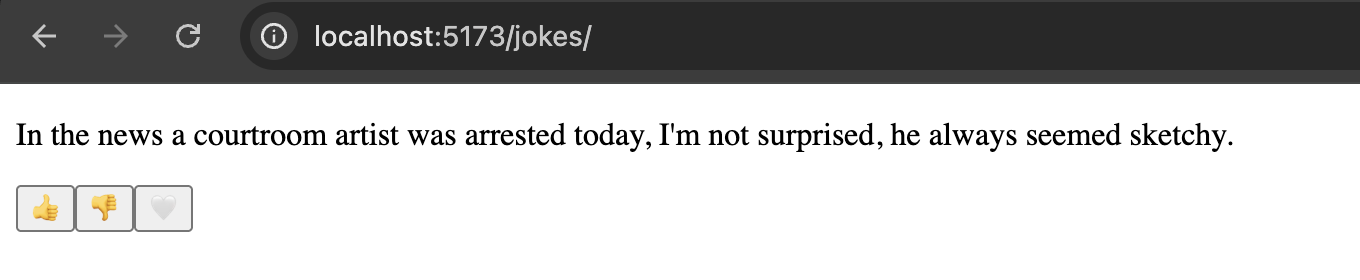 localhost:5173/jokes/
In the news a courtroom artist was arrested today, I'm not surprised, he always seemed sketchy.